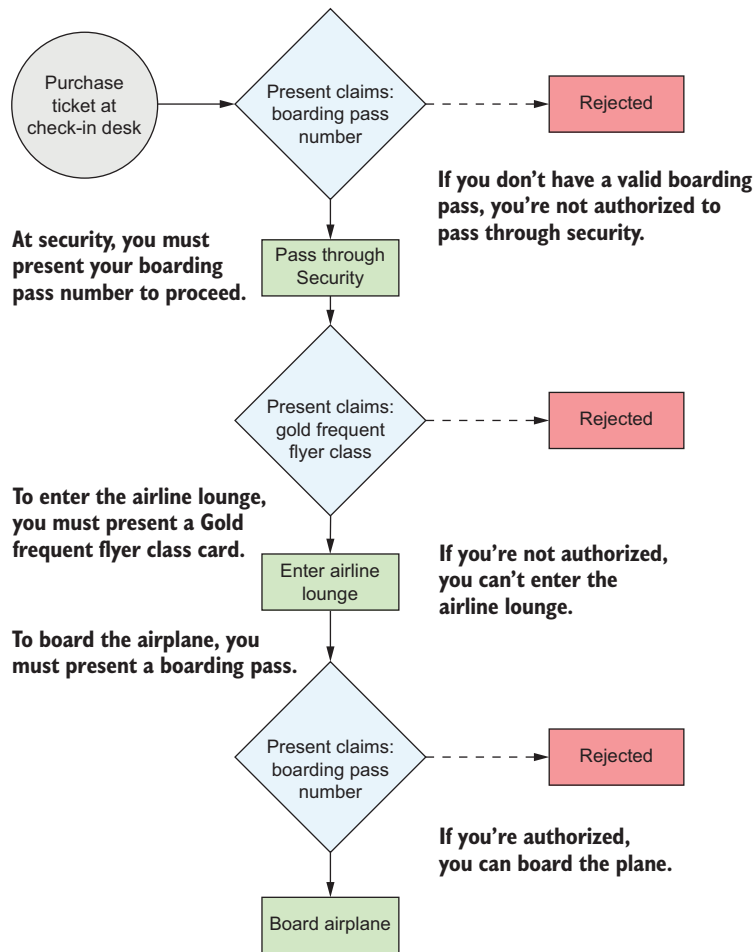 Purchase
ticket at
check-in desk
Present claims:
boarding pass
number
Rejected
If you don’t have a valid boarding
pass, you’re not authorized to
pass through security.
At security, you must
present your boarding
pass number to proceed.
Pass through
Security
Present claims:
gold frequent
flyer class
Rejected
To enter the airline lounge,
you must present a Gold
frequent flyer class card.
Enter airline
lounge
If you’re not authorized,
you can’t enter the
airline lounge.
To board the airplane, you
must present a boarding pass.
Present claims:
boarding pass
number
Rejected
If you’re authorized,
you can board the plane.
Board airplane